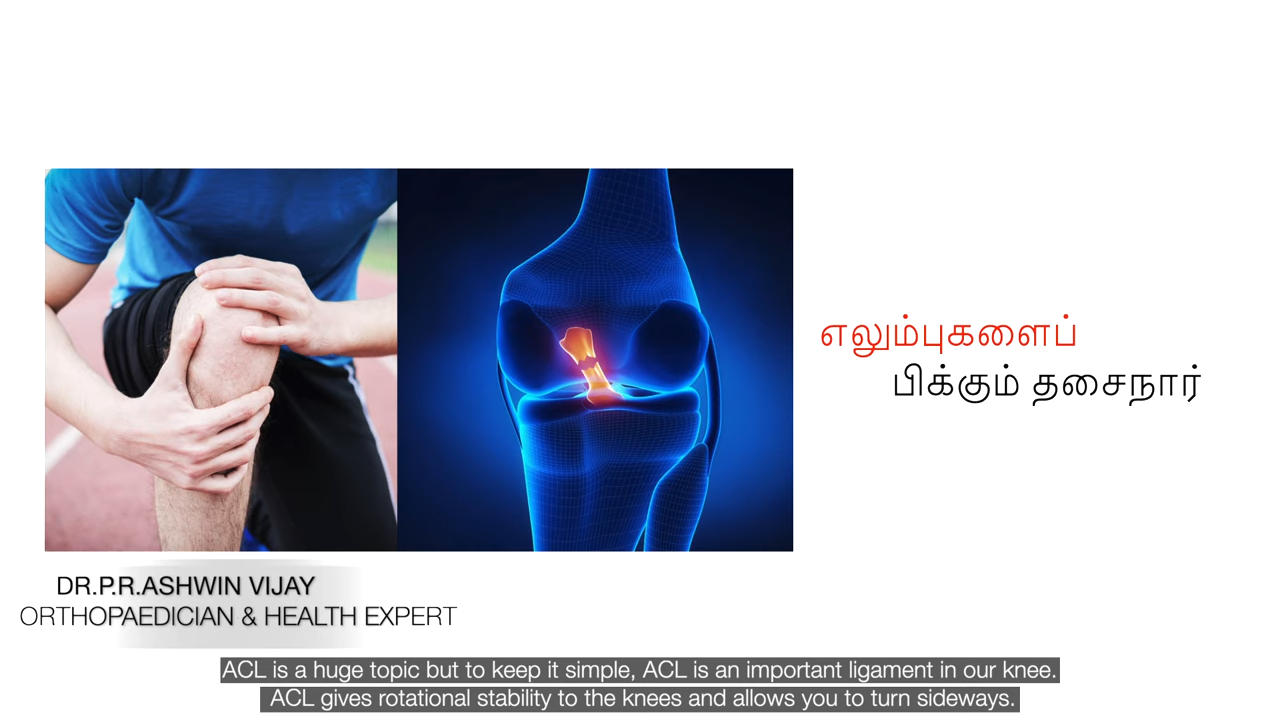 எலும்புகளைப்
பிக்கும் தசைநார்
DR.P.R.ASHWIN VIJAY
ORTHOPAEDICIAN & HEALTH EXPERT
ACL is a huge topic but to keep it simple, ACL is an important ligament in our knee.
ACL gives rotational stability to the knees and allows you to turn sideways.